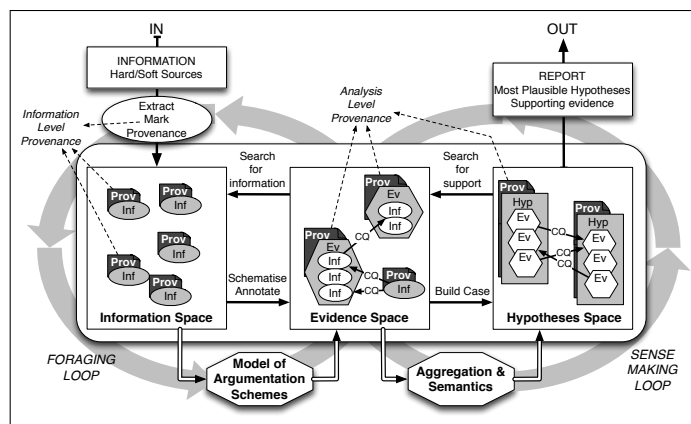 IN
OUT
INFORMATION
Hard/Soft Sources
REPORT
Most Plausible Hypotheses
Supporting evidence
Extract
Mark
Provenance
Information
Level
Provenance
Analysis
Level
Provenance
Search
for
information
Search
for
support
Prov
Inf
Prov
Inf
Prov
Inf
Prov
Inf
Prov
Inf
Schematise
Annotate
Information Space
Prov
Ev
Inf
Inf
CQ
Prov
Ev
Inf
Inf
Inf
CQ
CQ
Prov
Inf
Build Case
Evidence Space
Prov
Hyp
Ev
Ev
Ev
CQ
CQ
CQ
Prov
Hyp
Ev
Ev
Ev
Hypotheses Space
FORAGING
LOOP
Model of
Argumentation
Schemes
Aggregation &
Semantics
SENSE
MAKING
LOOP